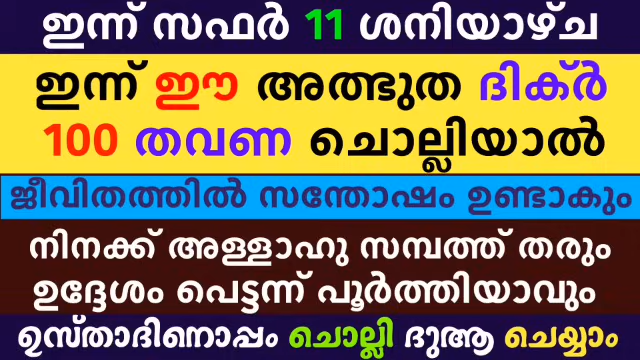 ഇന്ന് സഫർ 11 ശനിയാഴ്ച
ഇന്ന് ഈ അത്ഭുത ദിക്ർ
100 തവണ ചൊല്ലിയാൽ
ജീവിതത്തിൽ സന്തോഷം ഉണ്ടാകും
നിനക്ക് അള്ളാഹു സമ്പത്ത് തരും
ഉദ്ദേശം പെട്ടന്ന് പൂർത്തിയാവും
ഉസ്താദിനൊപ്പം ചൊല്ലി ദുആ ചെയ്യാം